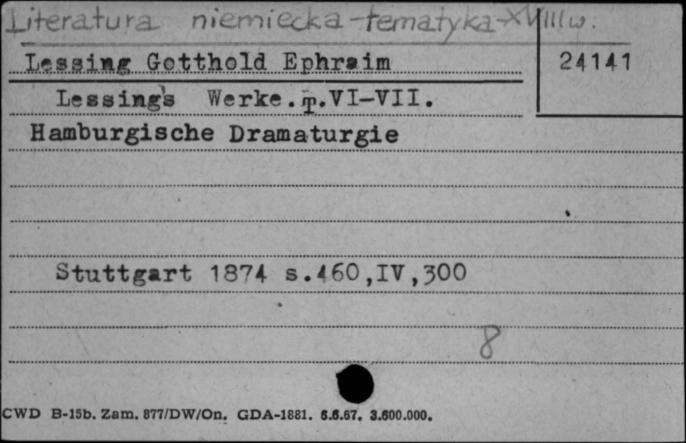 Literatura niemiecka-tematyka-XVIIIw.
Lessing Gotthold Ephraim
24141
Lessing's Werke.T.VI-VII.
Hamburgische Dramaturgie
Stuttgart 1874 s.460,IV,300
8
CWD B-15b. Zam. 877/DW/On. GDA-1881. 6.6.67. 3.600.000.